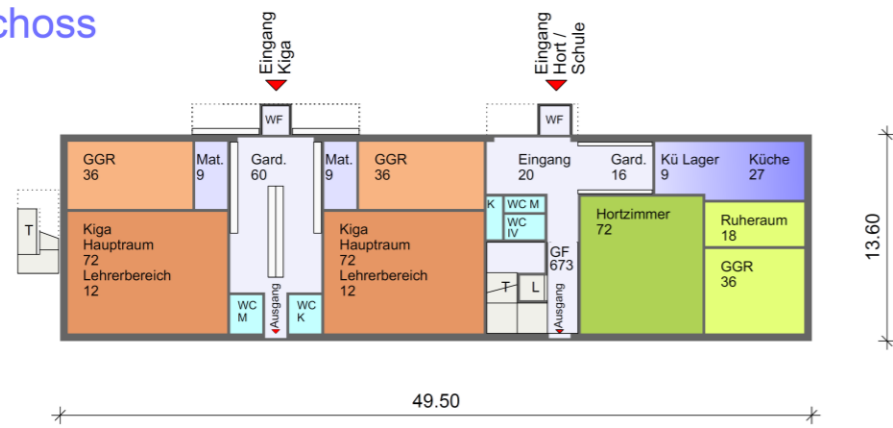 choss
Eingang
Kiga
Eingang
Hort /
Schule
WF
WF
GGR
36
Mat.
9
Gard.
60
Mat.
9
GGR
36
Eingang
20
Gard.
16
Kü Lager
9
Küche
27
K
WC M
WC
IV
Hortzimmer
72
Ruheraum
18
T
Kiga
Hauptraum
72
Lehrerbereich
12
Kiga
Hauptraum
72
Lehrerbereich
12
GF
673
GGR
36
T
L
WC
M
Ausgang
WC
K
Ausgang
13.60
49.50